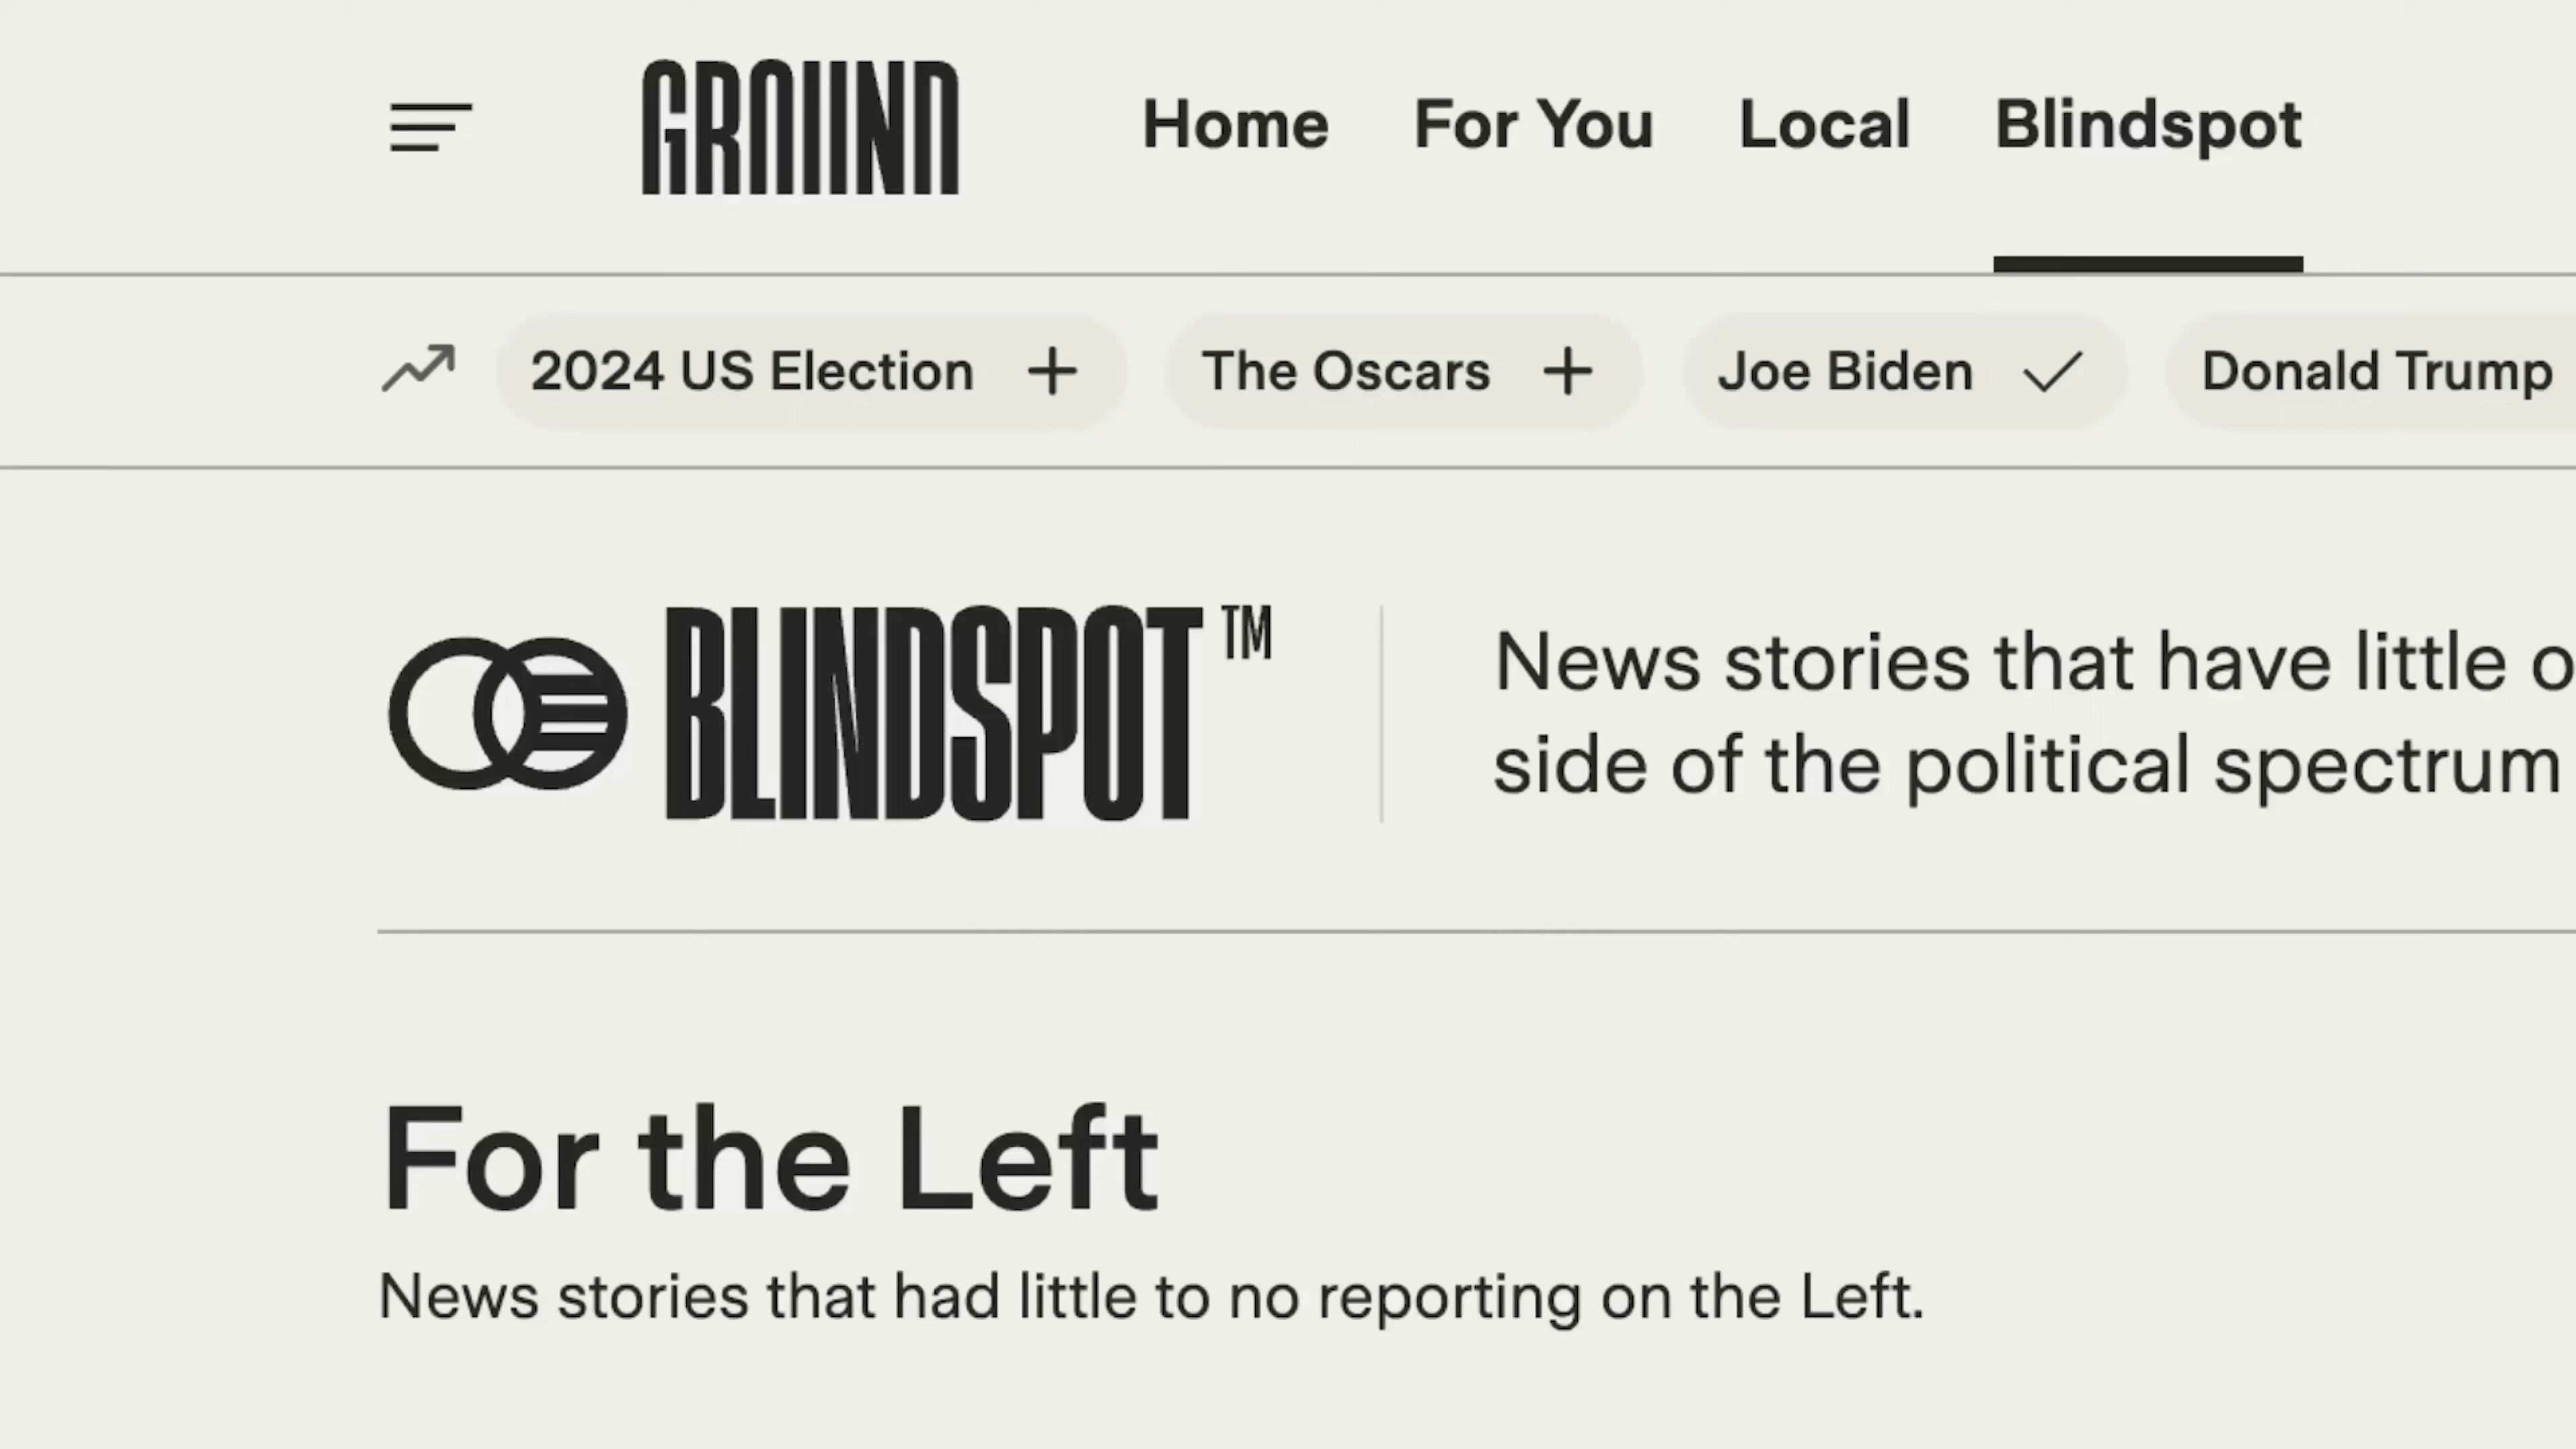 GROUND
Home For You Local Blindspot
2024 US Election + The Oscars + Joe Biden ✓ Donald Trump
BLINDSPOT™
News stories that have little
side of the political spectrum
For the Left
News stories that had little to no reporting on the Left.